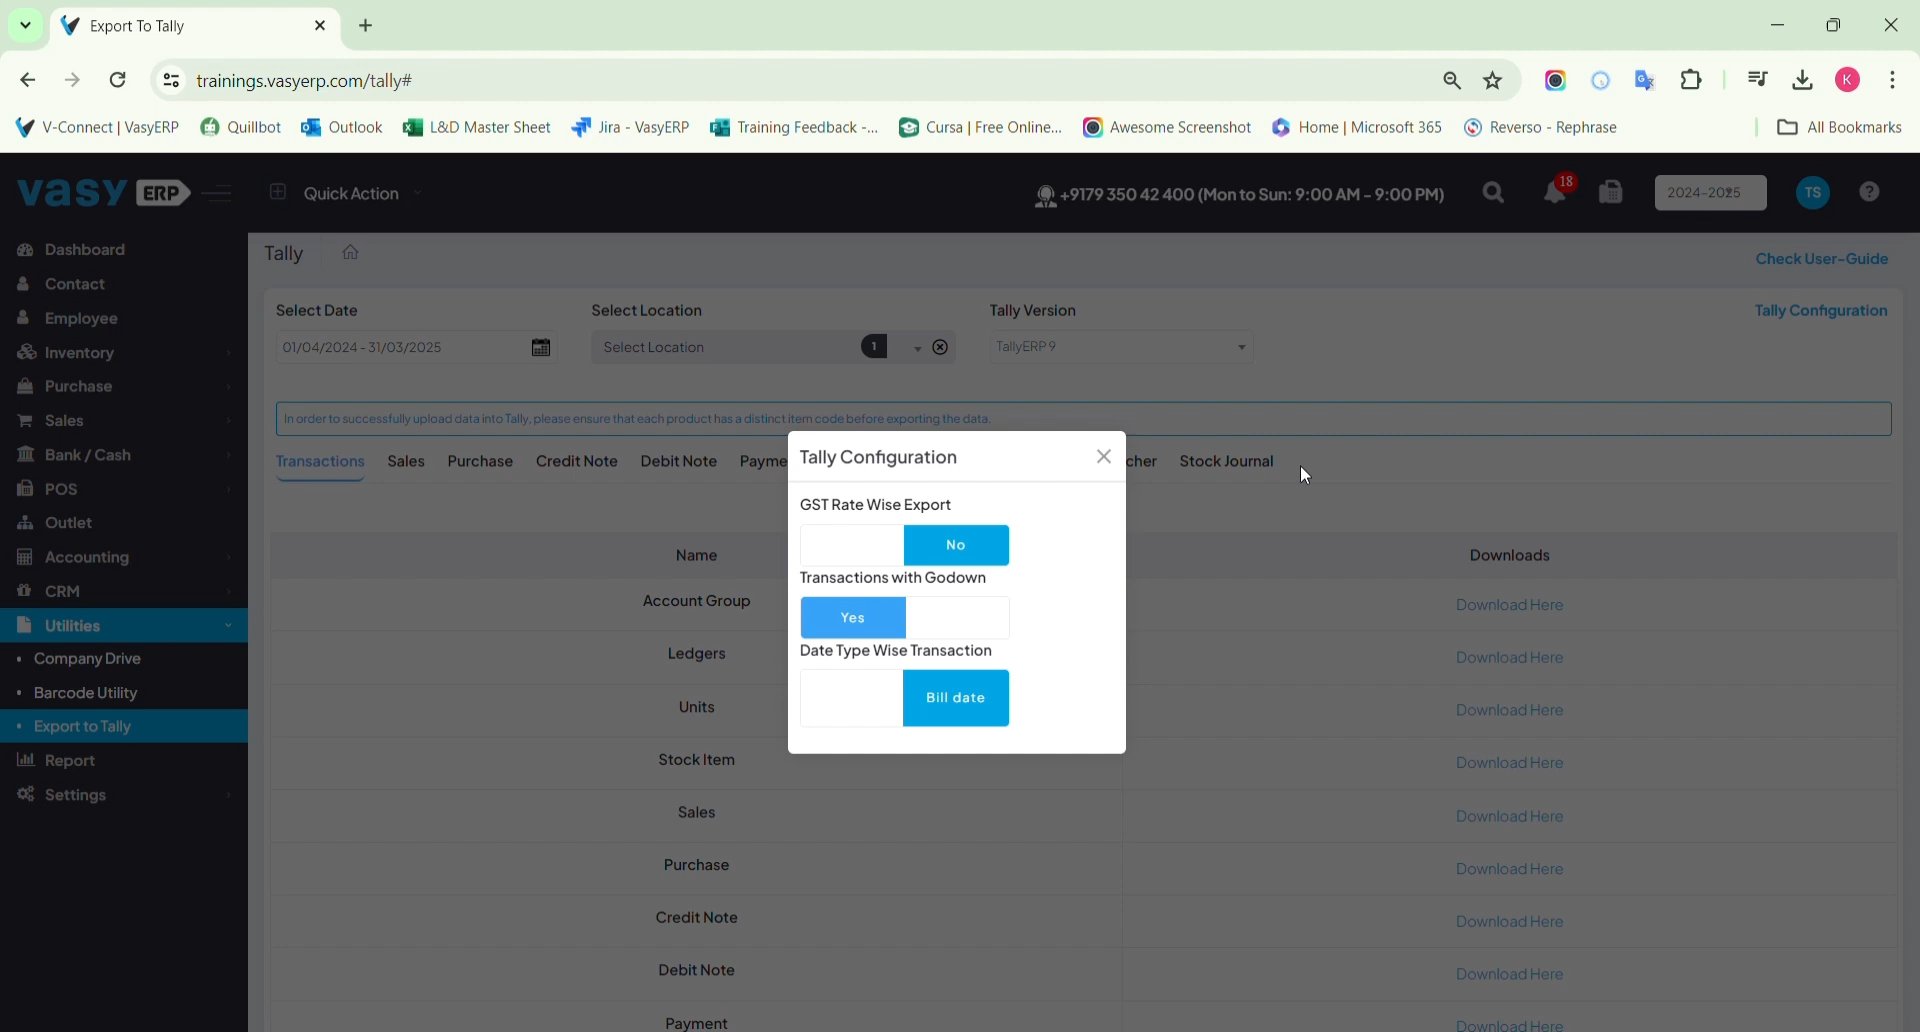 Export To Tally
trainings.vasyerp.com/tally#
K
V-Connect | VasyERP
Quillbot
Outlook
L&D Master Sheet
Jira - VasyERP
Training Feedback -...
Cursa | Free Online...
Awesome Screenshot
Home | Microsoft 365
Reverso - Rephrase
All Bookmarks
vasy ERP
Quick Action
+9179 350 42 400 (Mon to Sun: 9:00 AM - 9:00 PM)
18
2024-2025
TS
Dashboard
Contact
Employee
Inventory
Purchase
Sales
Bank / Cash
POS
Outlet
Accounting
CRM
Utilities
Company Drive
Barcode Utility
Export to Tally
Report
Settings
Tally
Check User-Guide
Select Date
Select Location
Tally Version
Tally Configuration
01/04/2024 - 31/03/2025
Select Location
1
TallyERP 9
In order to successfully upload data into Tally, please ensure that each product has a distinct item code before exporting the data.
Transactions
Sales
Purchase
Credit Note
Debit Note
Payme
cher
Stock Journal
Tally Configuration
GST Rate Wise Export
No
Transactions with Godown
Yes
Date Type Wise Transaction
Bill date
Name
Downloads
Account Group
Download Here
Ledgers
Download Here
Units
Download Here
Stock Item
Download Here
Sales
Download Here
Purchase
Download Here
Credit Note
Download Here
Debit Note
Download Here
Payment
Download Here